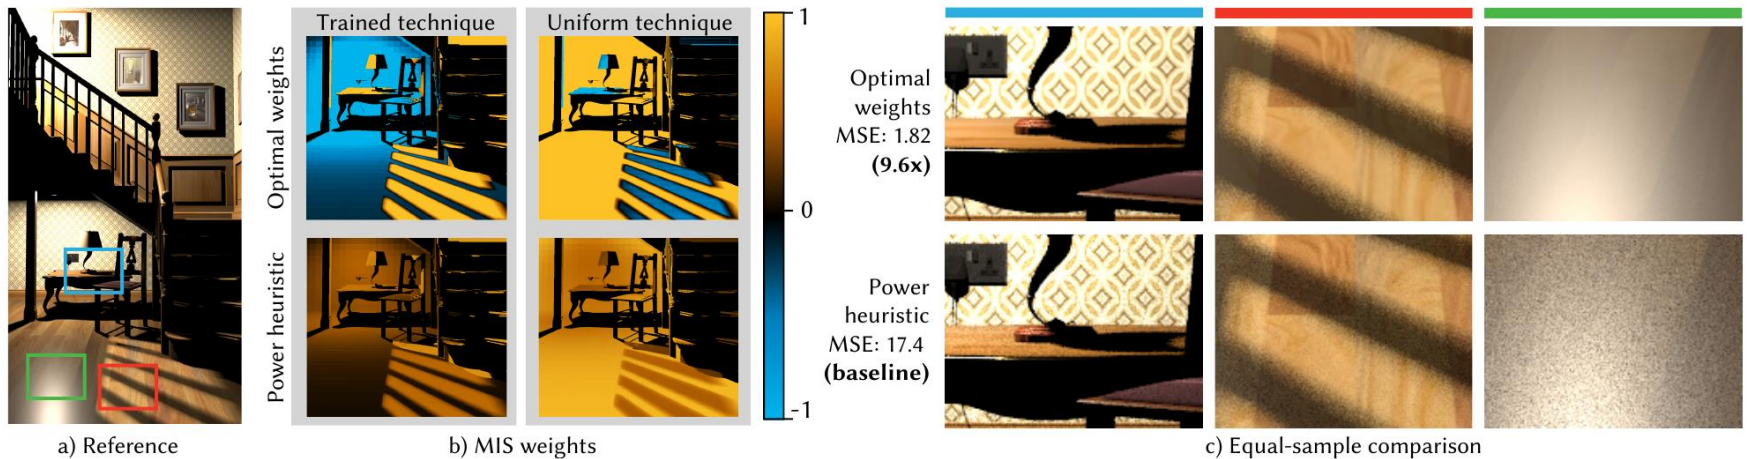 Trained technique
Uniform technique
Optimal weights
Power heuristic
1
0
-1
Optimal
weights
MSE: 1.82
(9.6x)
Power
heuristic
MSE: 17.4
(baseline)
a) Reference
b) MIS weights
c) Equal-sample comparison